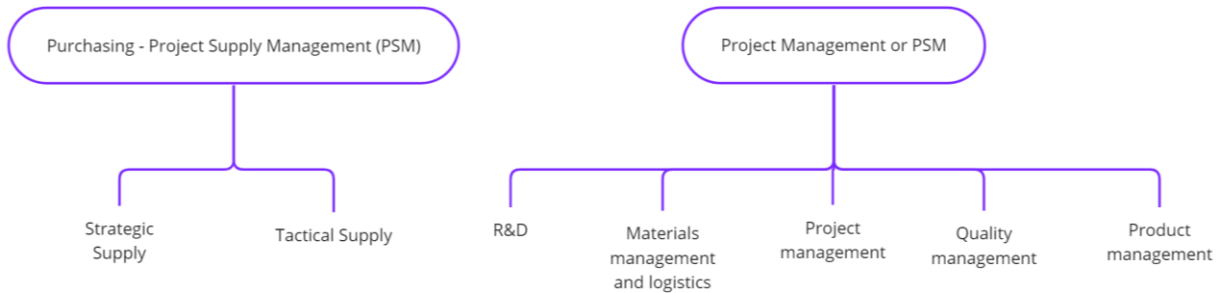 Purchasing - Project Supply Management (PSM)
Project Management or PSM
Strategic
Supply
Tactical Supply
R&D
Materials
management
and logistics
Project
management
Quality
management
Product
management